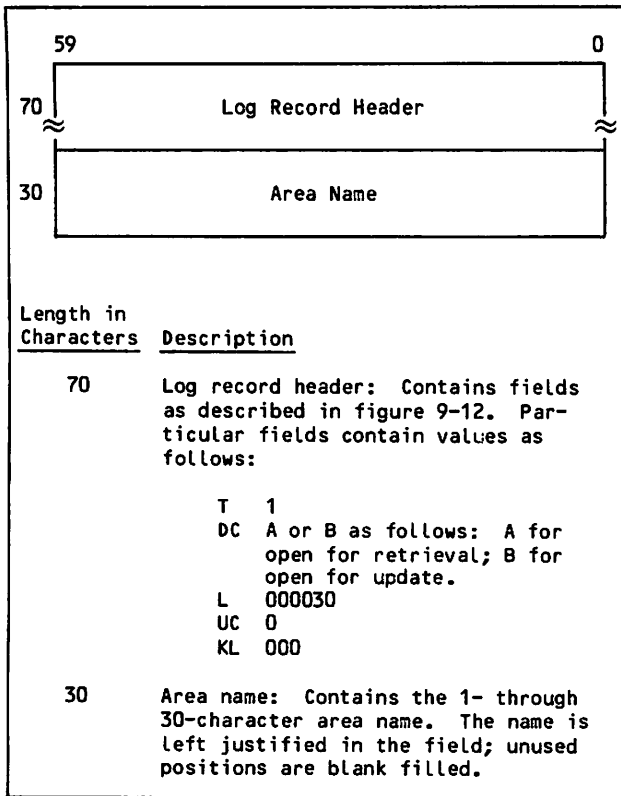 59 0
70 Log Record Header
30 Area Name
Length in
Characters Description
70 Log record header: Contains fields
as described in figure 9-12. Par-
ticular fields contain values as
follows:
T 1
DC A or B as follows: A for
open for retrieval; B for
open for update.
L 000030
UC 0
KL 000
30 Area name: Contains the 1- through
30-character area name. The name is
left justified in the field; unused
positions are blank filled.